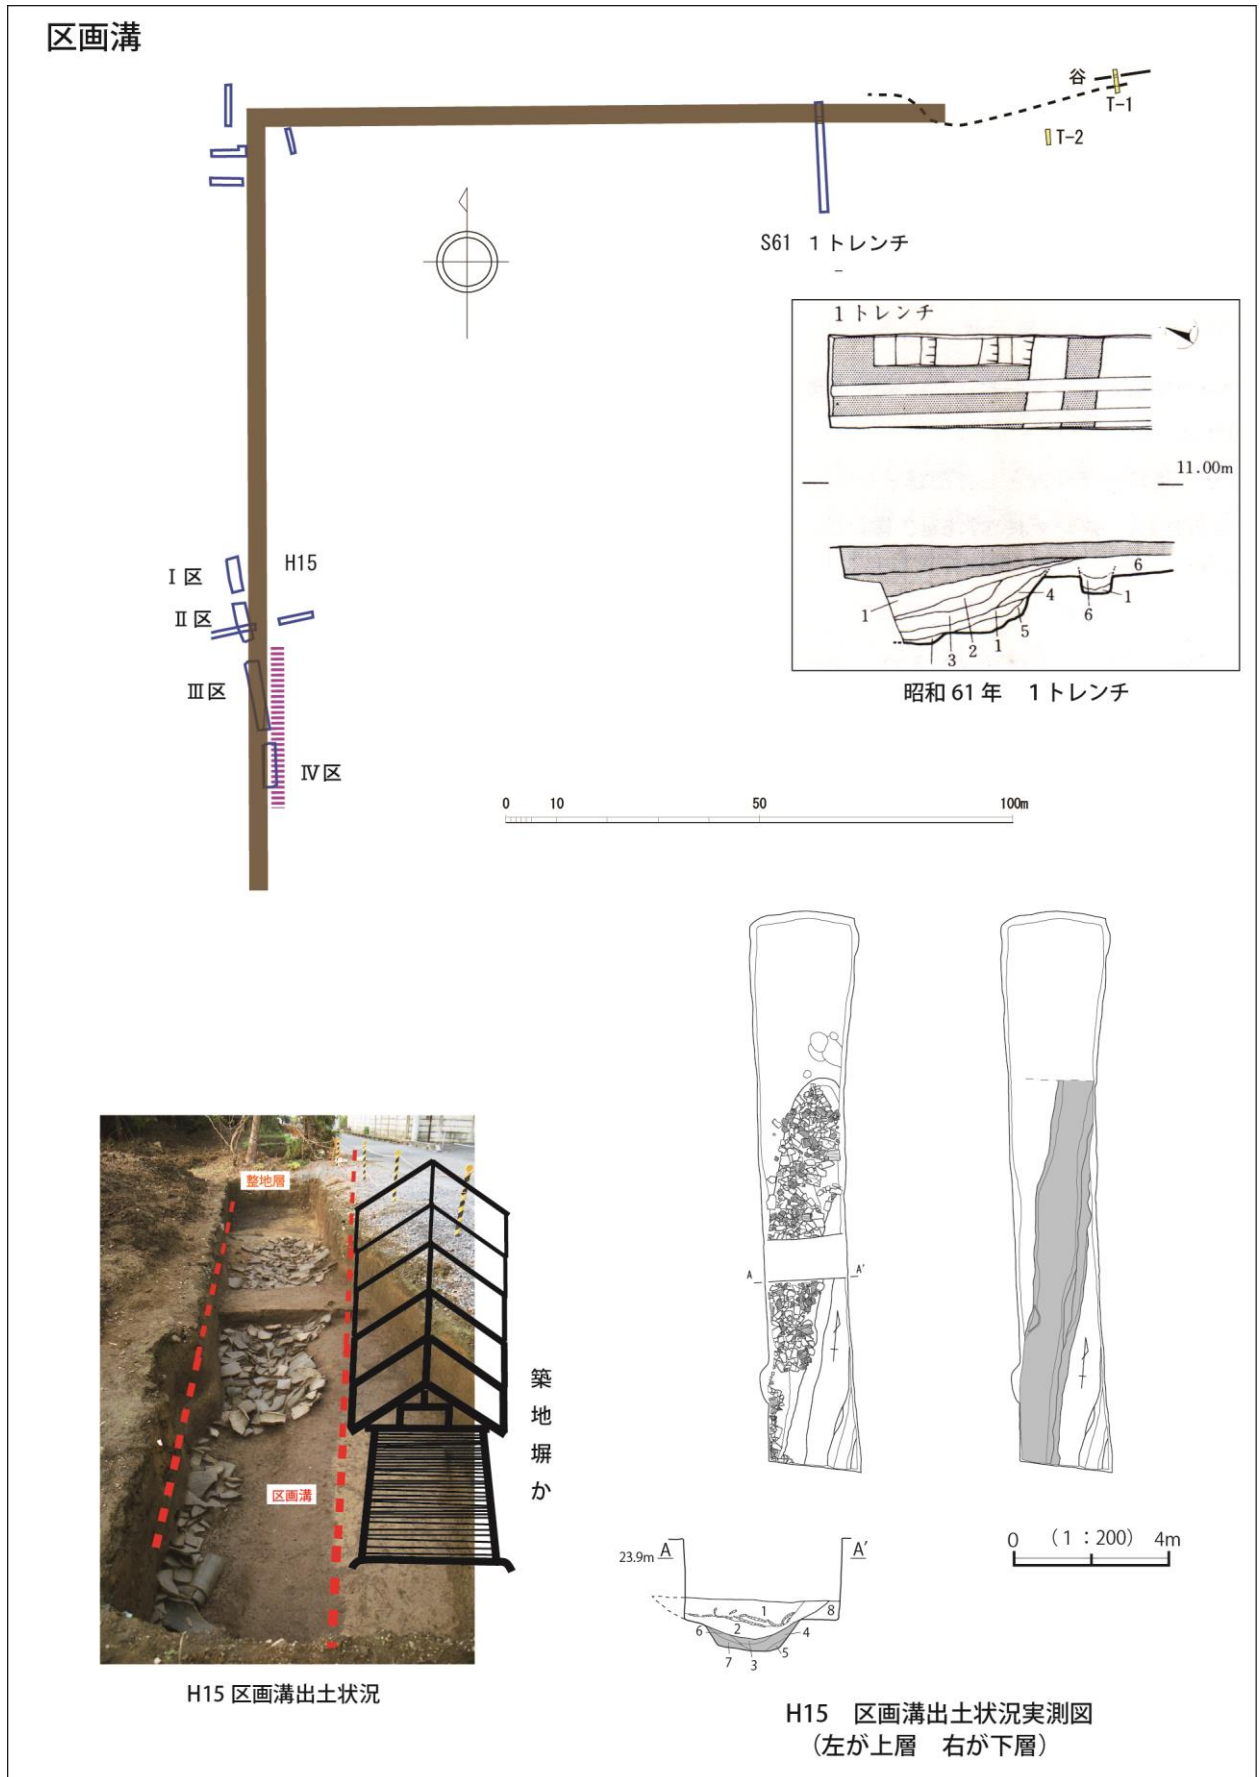 区画溝
谷
T-1
T-2
S61 1トレンチ
1トレンチ
11.00m
6
4
1
1
6
5
1
2
3
昭和61年 1トレンチ
H15
Ⅰ区
Ⅱ区
Ⅲ区
Ⅳ区
0 10 50 100m
A A'
整地層
区画溝
築地塀か
H15 区画溝出土状況
23.9m A A'
1 8
6 2 4
7 3 5
0 (1:200) 4m
H15 区画溝出土状況実測図
(左が上層 右が下層)